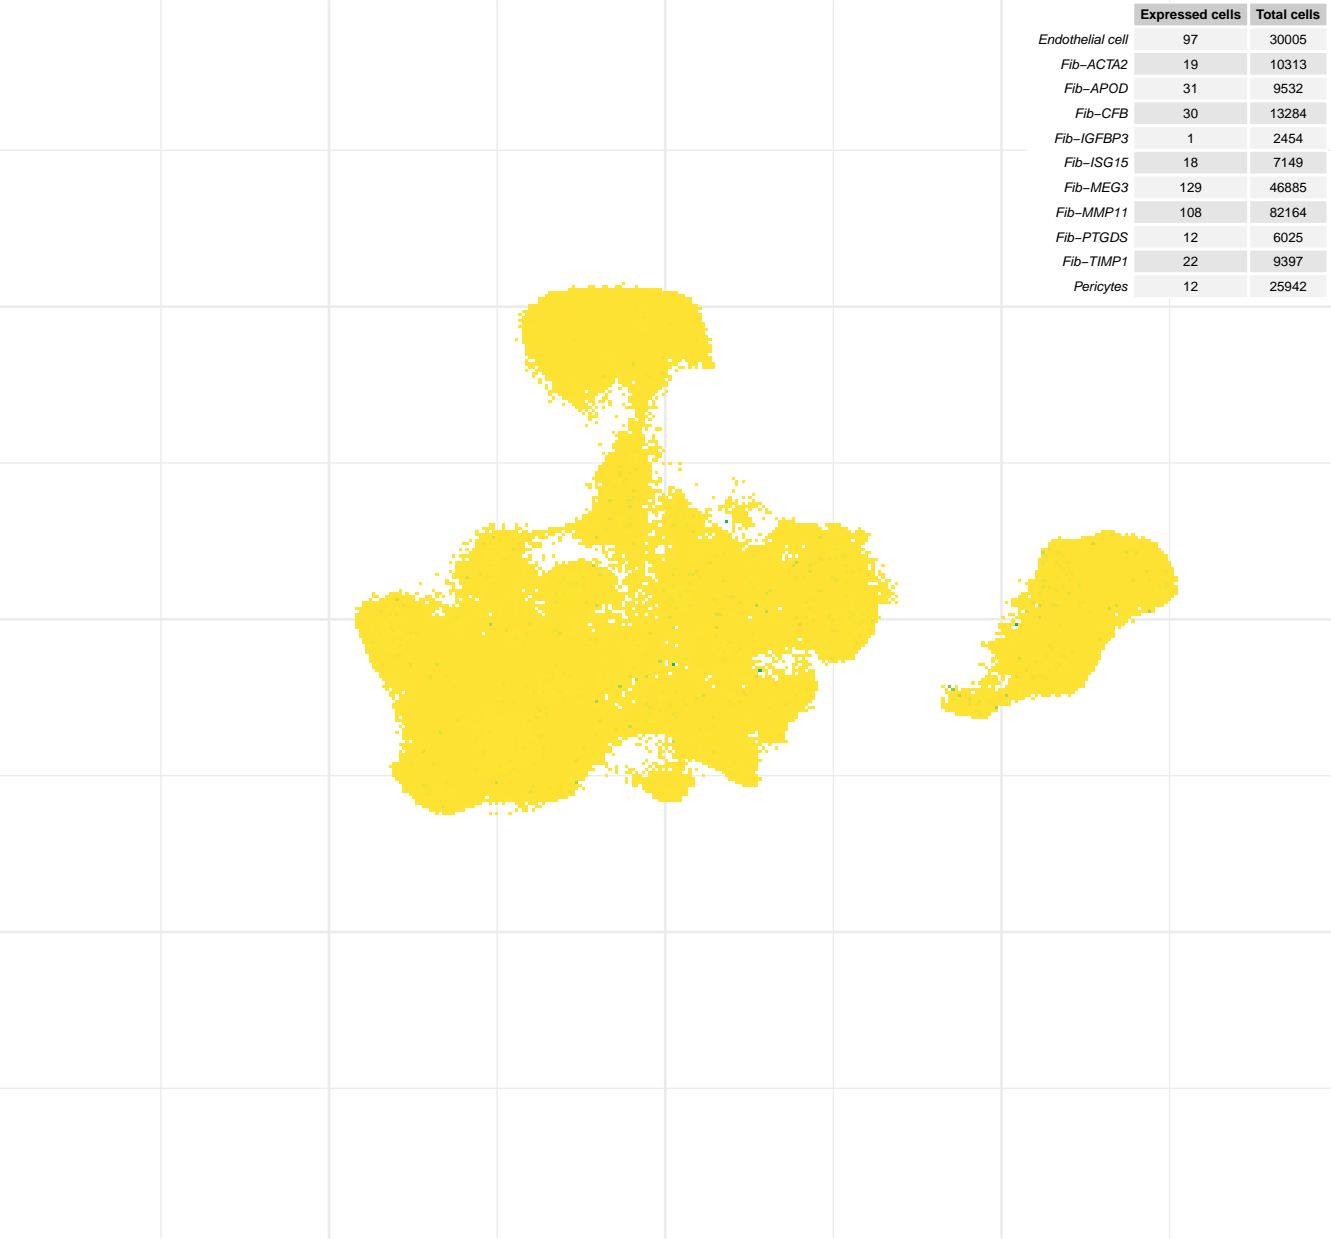 Expressed cells Total cells
Endothelial cell 97 30005
Fib−ACTA2 19 10313
Fib−APOD 31 9532
Fib−CFB 30 13284
Fib−IGFBP3 1 2454
Fib−ISG15 18 7149
Fib−MEG3 129 46885
Fib−MMP11 108 82164
Fib−PTGDS 12 6025
Fib−TIMP1 22 9397
Pericytes 12 25942